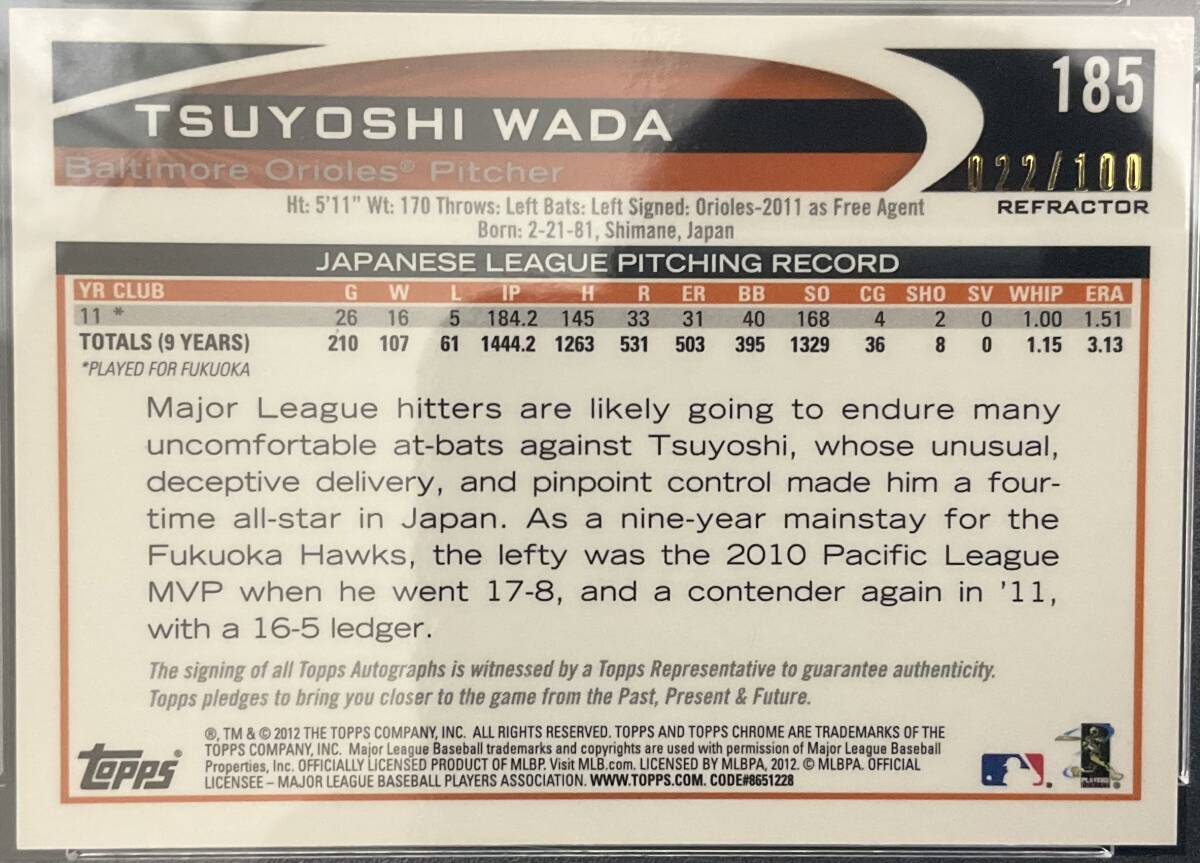 185
TSUYOSHI WADA
Baltimore Orioles® Pitcher
022/100
REFRACTOR
Ht: 5'11" Wt: 170 Throws: Left Bats: Left Signed: Orioles-2011 as Free Agent
Born: 2-21-81, Shimane, Japan
JAPANESE LEAGUE PITCHING RECORD
YR CLUB G W L IP H R ER BB SO CG SHO SV WHIP ERA
11 * 26 16 5 184.2 145 33 31 40 168 4 2 0 1.00 1.51
TOTALS (9 YEARS) 210 107 61 1444.2 1263 531 503 395 1329 36 8 0 1.15 3.13
*PLAYED FOR FUKUOKA
Major League hitters are likely going to endure many
uncomfortable at-bats against Tsuyoshi, whose unusual,
deceptive delivery, and pinpoint control made him a four-
time all-star in Japan. As a nine-year mainstay for the
Fukuoka Hawks, the lefty was the 2010 Pacific League
MVP when he went 17-8, and a contender again in '11,
with a 16-5 ledger.
The signing of all Topps Autographs is witnessed by a Topps Representative to guarantee authenticity.
Topps pledges to bring you closer to the game from the Past, Present & Future.
®, TM & © 2012 THE TOPPS COMPANY, INC. ALL RIGHTS RESERVED. TOPPS AND TOPPS CHROME ARE TRADEMARKS OF THE
TOPPS COMPANY, INC. Major League Baseball trademarks and copyrights are used with permission of Major League Baseball
Properties, Inc. OFFICIALLY LICENSED PRODUCT OF MLBP. Visit MLB.com. LICENSED BY MLBPA, 2012. © MLBPA. OFFICIAL
LICENSEE – MAJOR LEAGUE BASEBALL PLAYERS ASSOCIATION. WWW.TOPPS.COM. CODE#8651228
Topps®